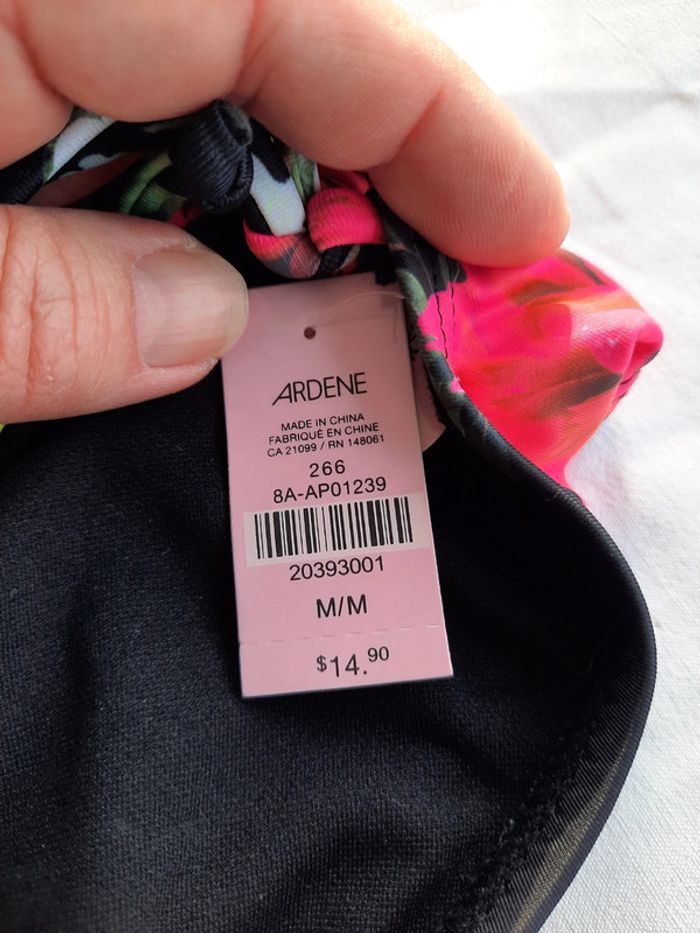 ARDENE
MADE IN CHINA
FABRIQUÉ EN CHINE
CA 21099 / RN 148061
266
8A-AP01239
20393001
M/M
$14.90